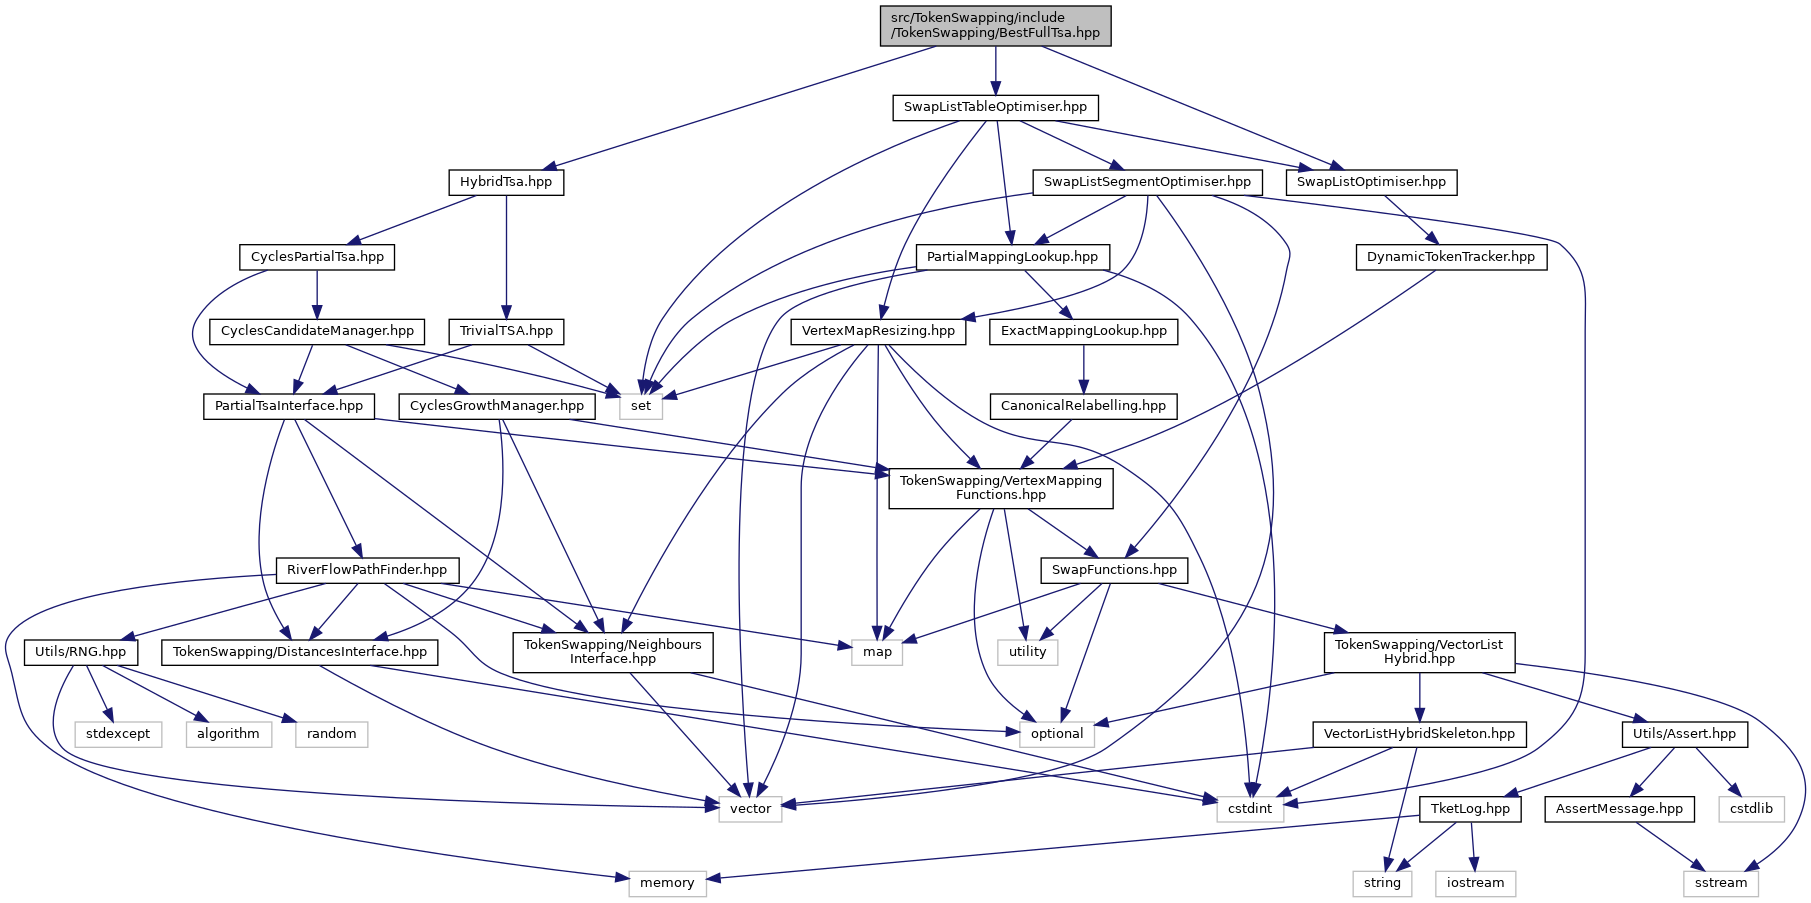 src/TokenSwapping/include
/TokenSwapping/BestFullTsa.hpp
SwapListTableOptimiser.hpp
HybridTsa.hpp
SwapListSegmentOptimiser.hpp
SwapListOptimiser.hpp
CyclesPartialTsa.hpp
PartialMappingLookup.hpp
DynamicTokenTracker.hpp
CyclesCandidateManager.hpp
TrivialTSA.hpp
VertexMapResizing.hpp
ExactMappingLookup.hpp
PartialTsaInterface.hpp
CyclesGrowthManager.hpp
set
CanonicalRelabelling.hpp
TokenSwapping/VertexMapping
Functions.hpp
RiverFlowPathFinder.hpp
SwapFunctions.hpp
Utils/RNG.hpp
TokenSwapping/DistancesInterface.hpp
TokenSwapping/Neighbours
Interface.hpp
map
utility
TokenSwapping/VectorList
Hybrid.hpp
stdexcept
algorithm
random
optional
VectorListHybridSkeleton.hpp
Utils/Assert.hpp
vector
cstdint
TketLog.hpp
AssertMessage.hpp
cstdlib
memory
string
iostream
sstream